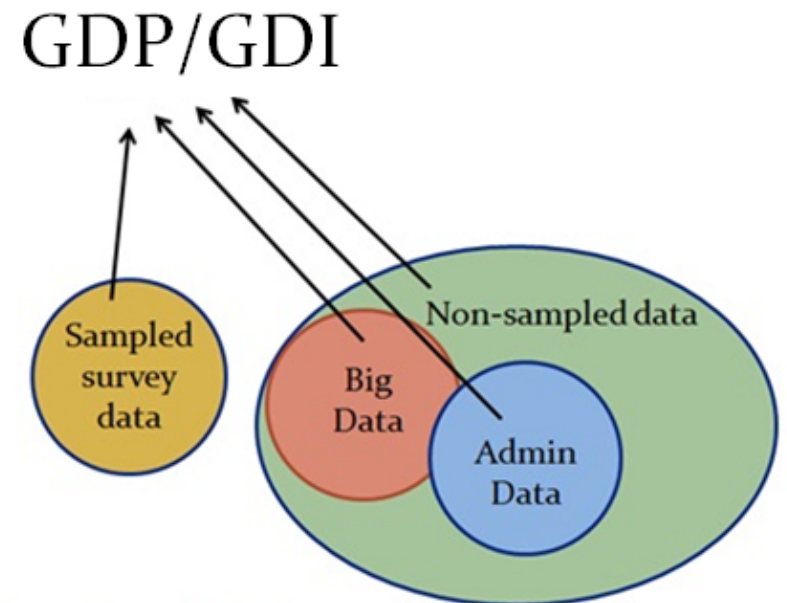 GDP/GDI
Sampled
survey
data
Non-sampled data
Big
Data
Admin
Data